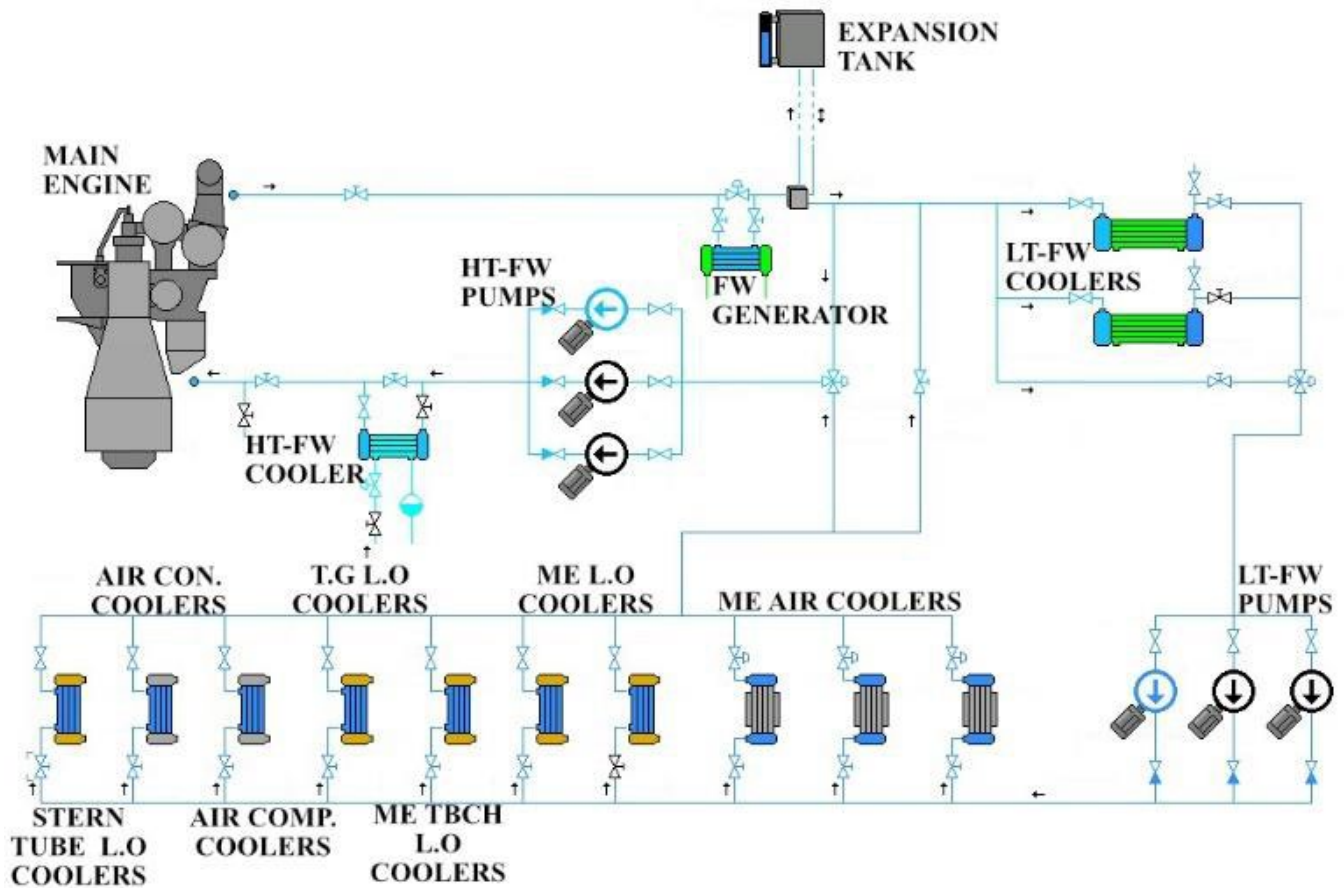 EXPANSION
TANK
MAIN
ENGINE
HT-FW
PUMPS
FW
GENERATOR
LT-FW
COOLERS
HT-FW
COOLER
AIR CON.
COOLERS
T.G L.O
COOLERS
ME L.O
COOLERS
ME AIR COOLERS
LT-FW
PUMPS
STERN
TUBE L.O
COOLERS
AIR COMP.
COOLERS
ME TBCH
L.O
COOLERS